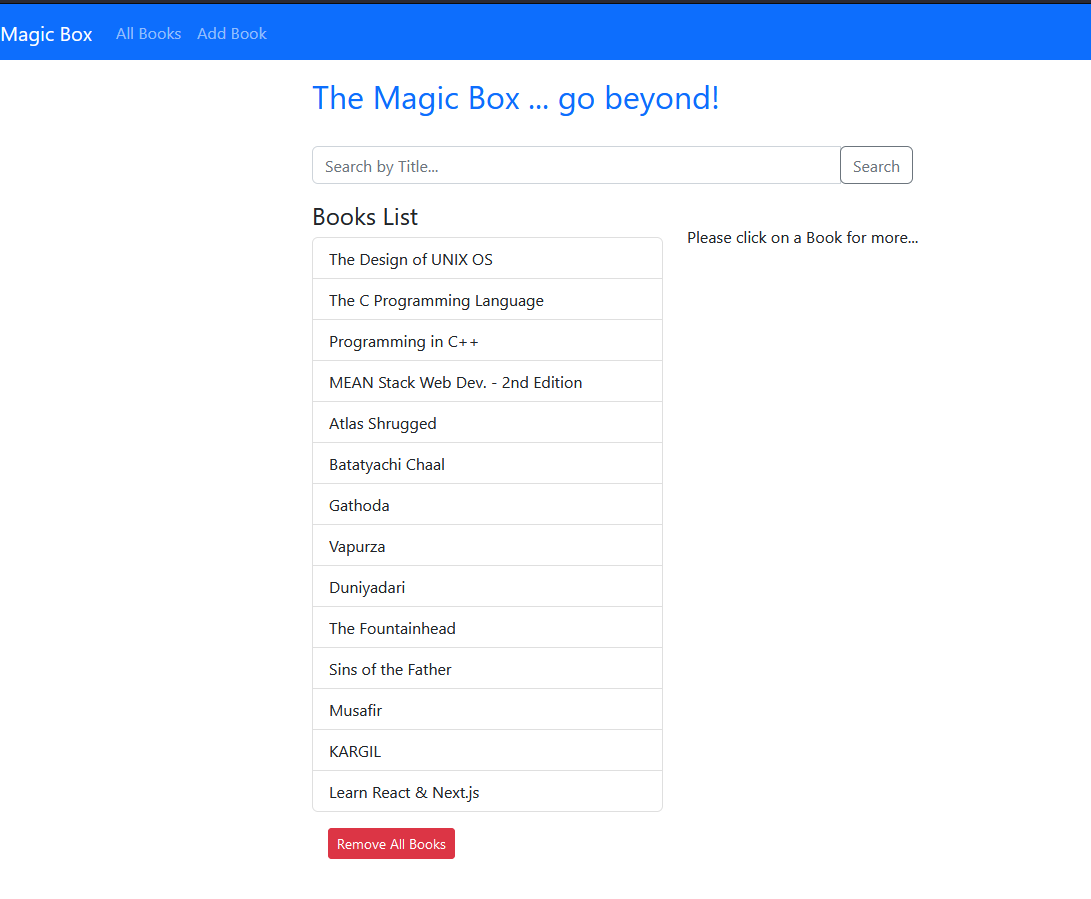 Magic Box All Books Add Book
The Magic Box ... go beyond!
Search by Title... Search
Books List
Please click on a Book for more...
The Design of UNIX OS
The C Programming Language
Programming in C++
MEAN Stack Web Dev. - 2nd Edition
Atlas Shrugged
Batatyachi Chaal
Gathoda
Vapurza
Duniyadari
The Fountainhead
Sins of the Father
Musafir
KARGIL
Learn React & Next.js
Remove All Books